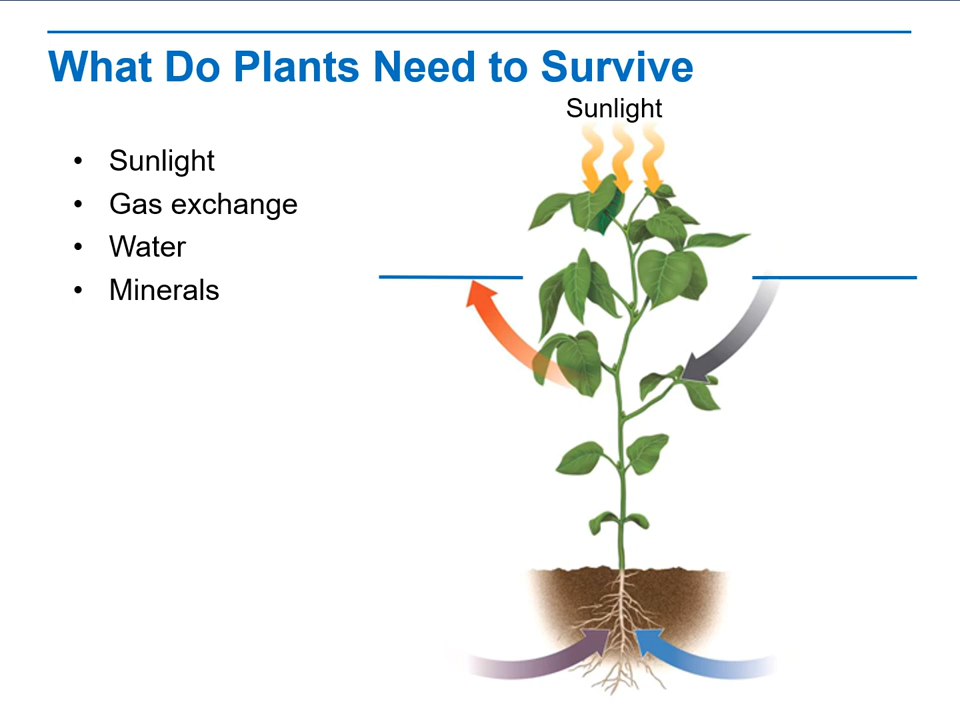 What Do Plants Need to Survive
Sunlight
• Sunlight
• Gas exchange
• Water
• Minerals